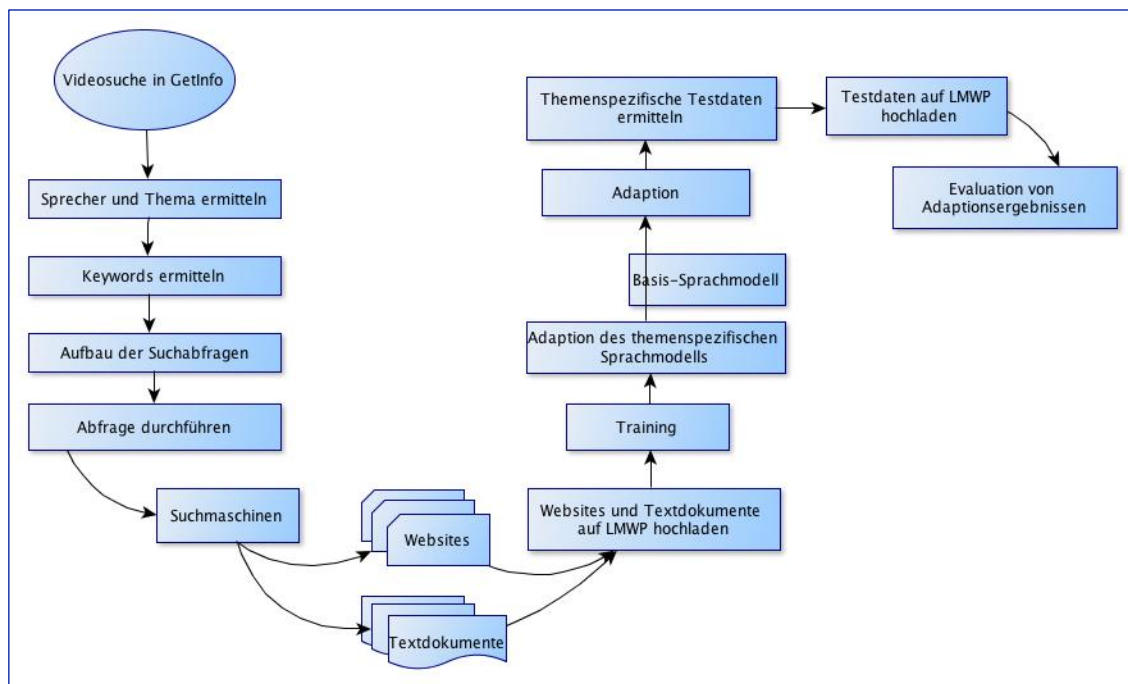 Videosuche in GetInfo
Sprecher und Thema ermitteln
Keywords ermitteln
Aufbau der Suchabfragen
Abfrage durchführen
Suchmaschinen
Websites
Textdokumente
Websites und Textdokumente
auf LMWP hochladen
Training
Adaption des themenspezifischen
Sprachmodells
Basis-Sprachmodell
Adaption
Themenspezifische Testdaten
ermitteln
Testdaten auf LMWP
hochladen
Evaluation von
Adaptionsergebnissen